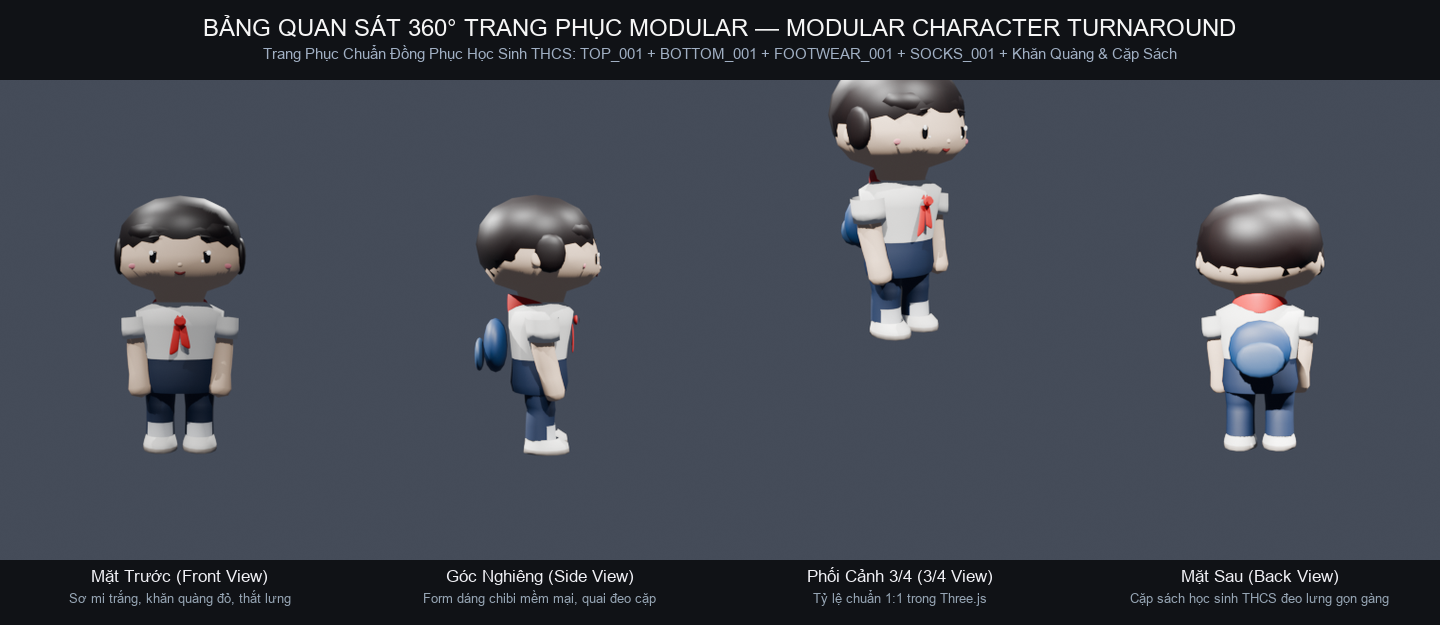 BẢNG QUAN SÁT 360° TRANG PHỤC MODULAR — MODULAR CHARACTER TURNAROUND
Trang Phục Chuẩn Đồng Phục Học Sinh THCS: TOP_001 + BOTTOM_001 + FOOTWEAR_001 + SOCKS_001 + Khăn Quàng & Cặp Sách
Mặt Trước (Front View)
Sơ mi trắng, khăn quàng đỏ, thắt lưng
Góc Nghiêng (Side View)
Form dáng chibi mềm mại, quai đeo cặp
Phối Cảnh 3/4 (3/4 View)
Tỷ lệ chuẩn 1:1 trong Three.js
Mặt Sau (Back View)
Cặp sách học sinh THCS đeo lưng gọn gàng